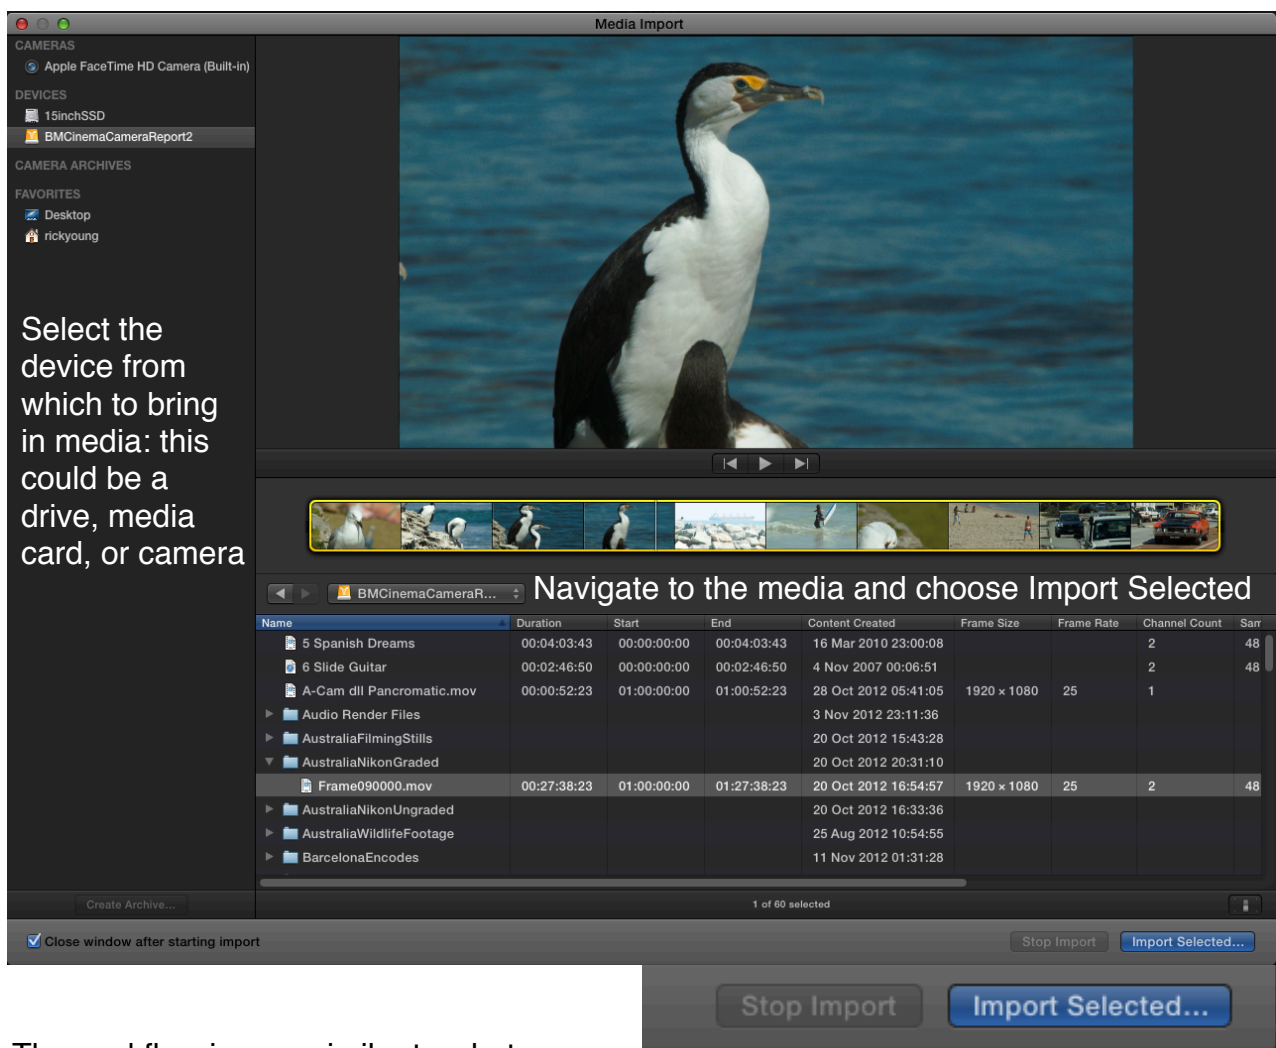 Media Import
CAMERAS
Apple FaceTime HD Camera (Built-in)
DEVICES
15inchSSD
BMCinemaCameraReport2
CAMERA ARCHIVES
FAVORITES
Desktop
rickyoung
Select the
device from
which to bring
in media: this
could be a
drive, media
card, or camera
BMCinemaCameraR...
Navigate to the media and choose Import Selected
Name Duration Start End Content Created Frame Size Frame Rate Channel Count
5 Spanish Dreams 00:04:03:43 00:00:00:00 00:04:03:43 16 Mar 2010 23:00:08 2 48
6 Slide Guitar 00:02:46:50 00:00:00:00 00:02:46:50 4 Nov 2007 00:06:51 2 48
A-Cam dll Pancromatic.mov 00:00:52:23 01:00:00:00 01:00:52:23 28 Oct 2012 05:41:05 1920 × 1080 25 1
Audio Render Files 3 Nov 2012 23:11:36
AustraliaFilmingStills 20 Oct 2012 15:43:28
AustraliaNikonGraded 20 Oct 2012 20:31:10
Frame090000.mov 00:27:38:23 01:00:00:00 01:27:38:23 20 Oct 2012 16:54:57 1920 × 1080 25 2 48
AustraliaNikonUngraded 20 Oct 2012 16:33:36
AustraliaWildlifeFootage 25 Aug 2012 10:54:55
BarcelonaEncodes 11 Nov 2012 01:31:28
Create Archive...
1 of 60 selected
Close window after starting import
Stop Import
Import Selected...
Stop Import
Import Selected...